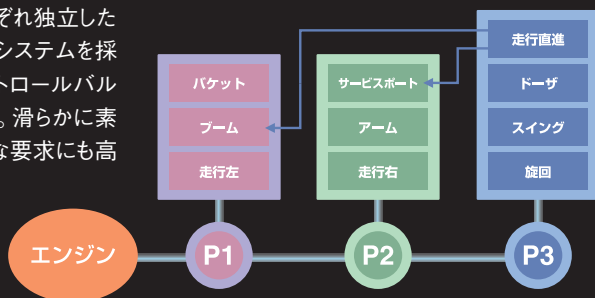 ぞれ独立した
システムを採
トロールバル
。滑らかに素
な要求にも高
バケット
ブーム
走行左
サービスポート
アーム
走行右
走行直進
ドーザ
スイング
旋回
エンジン
P1
P2
P3